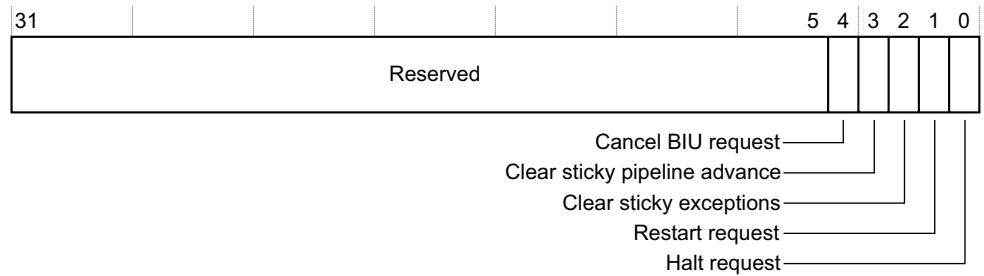 31 5 4 3 2 1 0
Reserved
Cancel BIU request
Clear sticky pipeline advance
Clear sticky exceptions
Restart request
Halt request